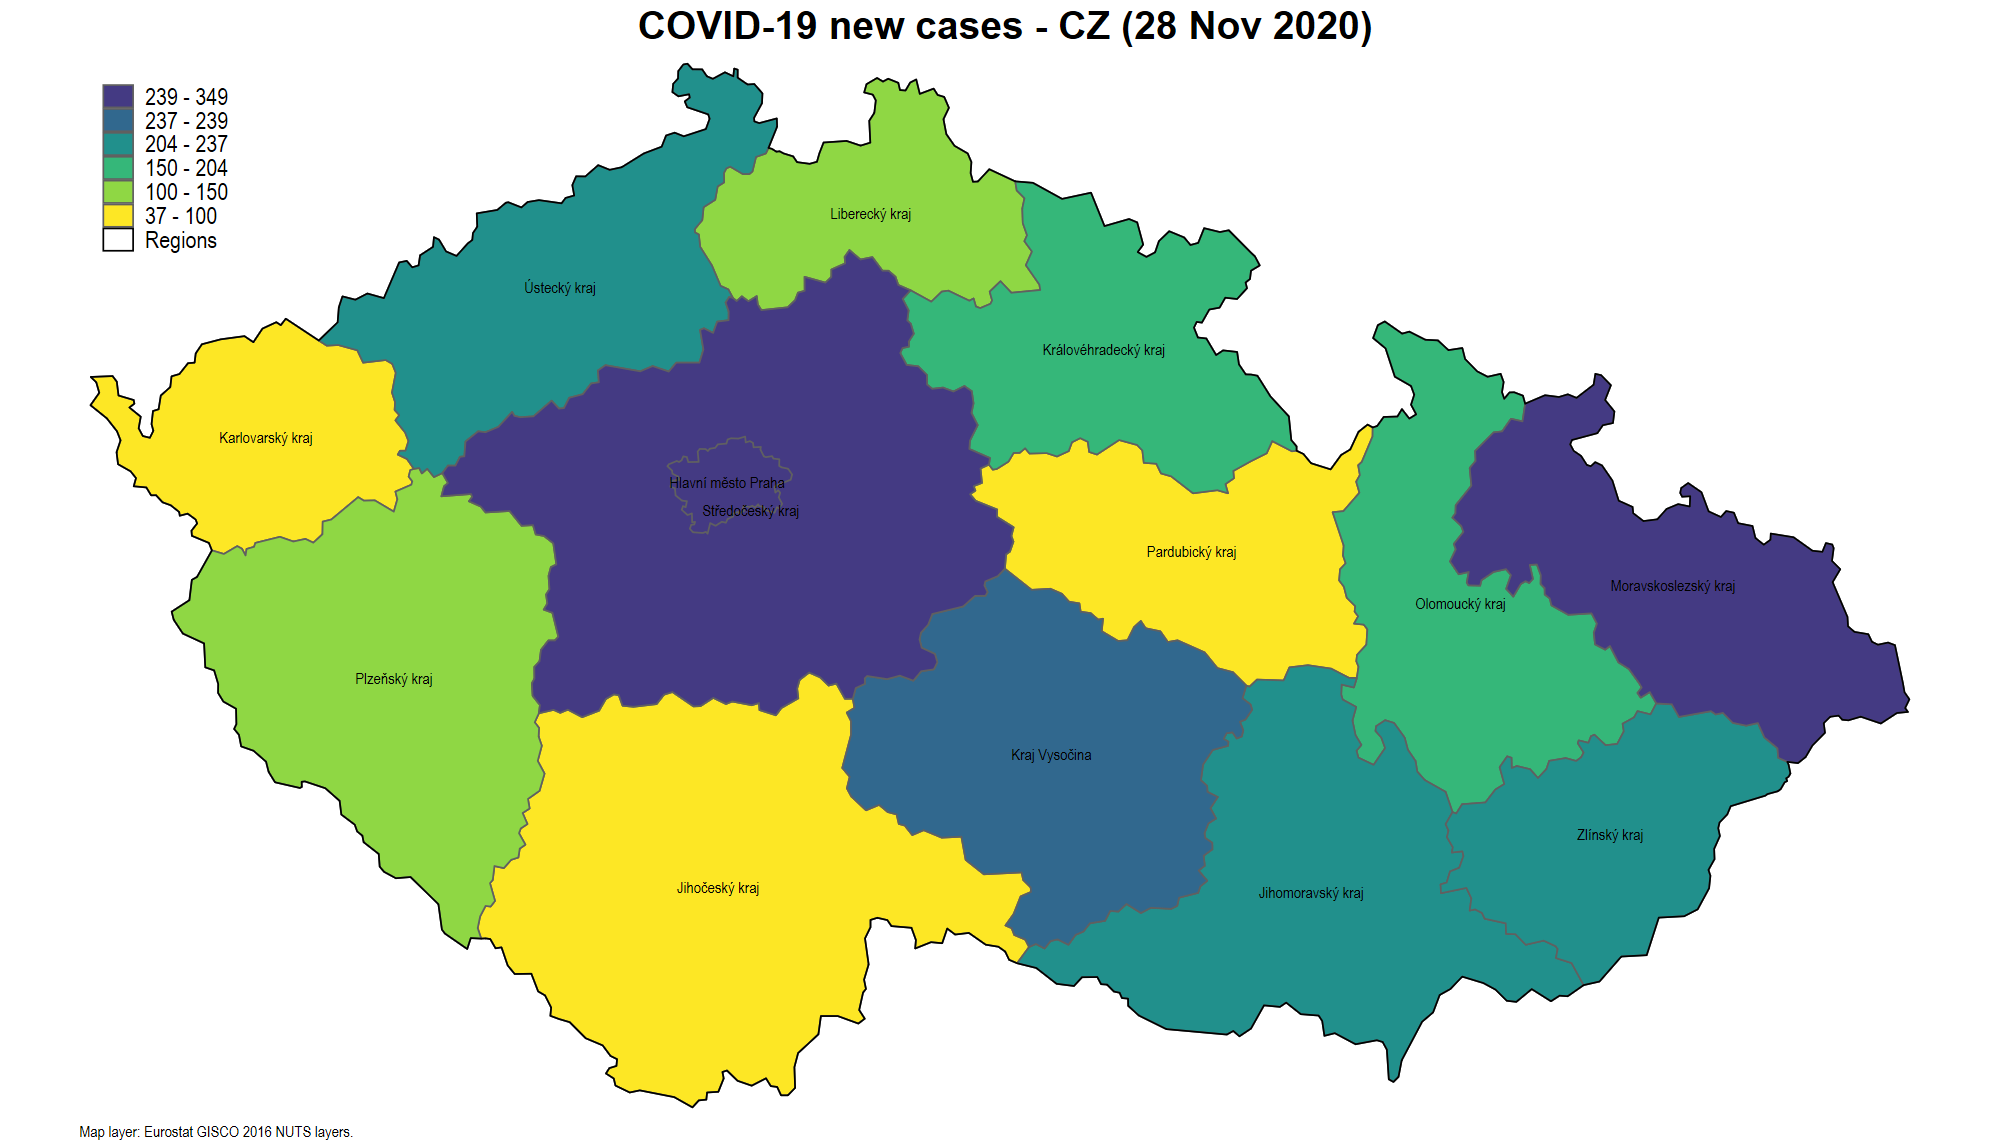 COVID-19 new cases - CZ (28 Nov 2020)
239 - 349
237 - 239
204 - 237
150 - 204
100 - 150
37 - 100
Regions
Liberecký kraj
Ústecký kraj
Královéhradecký kraj
Karlovarský kraj
Hlavní město Praha
Středočeský kraj
Pardubický kraj
Moravskoslezský kraj
Olomoucký kraj
Plzeňský kraj
Kraj Vysočina
Zlínský kraj
Jihočeský kraj
Jihomoravský kraj
Map layer: Eurostat GISCO 2016 NUTS layers.